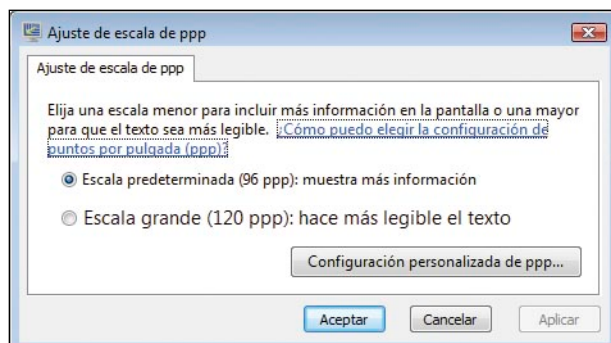 Ajuste de escala de ppp
Ajuste de escala de ppp
Elija una escala menor para incluir más información en la pantalla o una mayor
para que el texto sea más legible. ¿Cómo puedo elegir la configuración de
puntos por pulgada (ppp)?
Escala predeterminada (96 ppp): muestra más información
Escala grande (120 ppp): hace más legible el texto
Configuración personalizada de ppp...
Aceptar Cancelar Aplicar